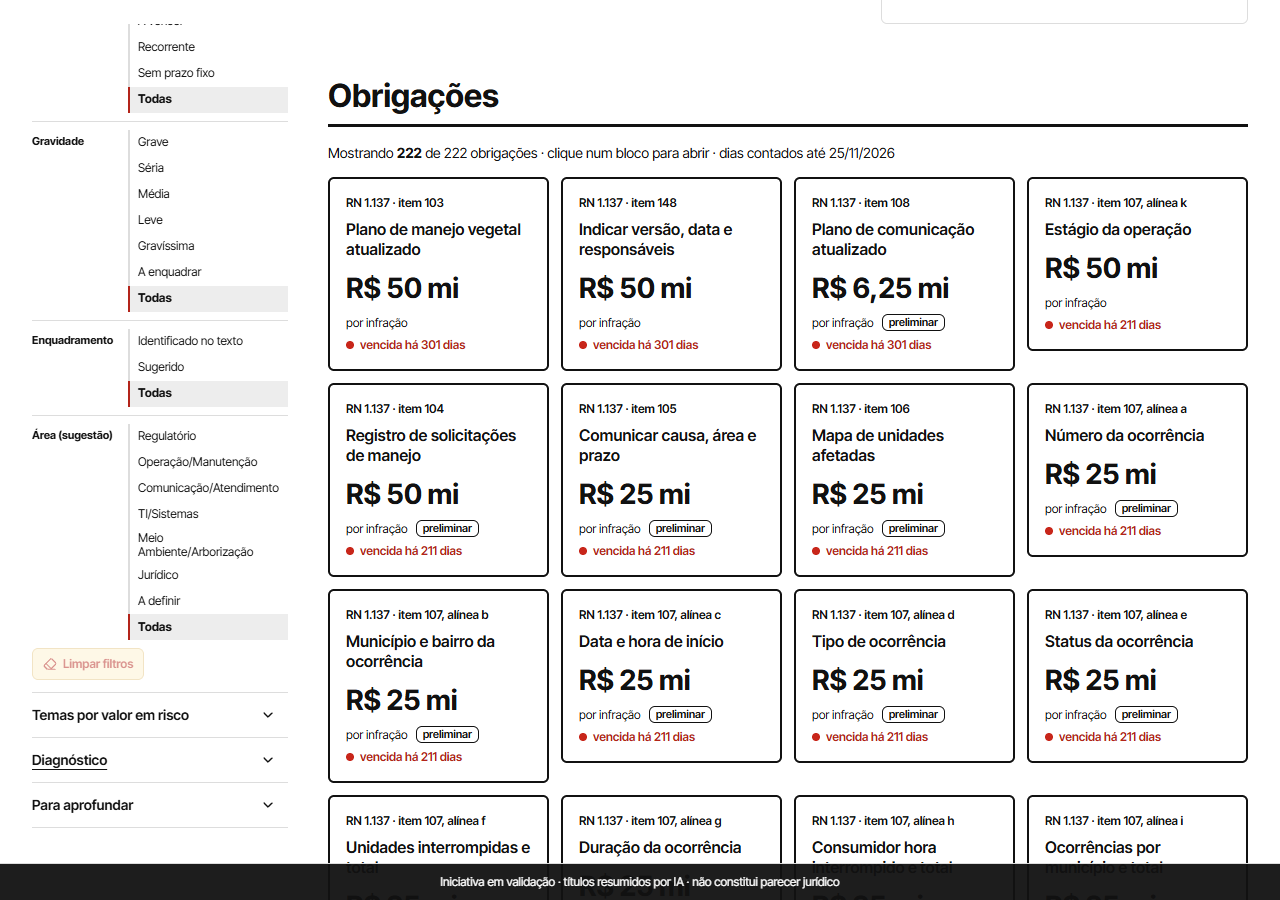 Recorrente
Sem prazo fixo
Todas
Gravidade
Grave
Séria
Média
Leve
Gravíssima
A enquadrar
Todas
Enquadramento
Identificado no texto
Sugerido
Todas
Área (sugestão)
Regulatório
Operação/Manutenção
Comunicação/Atendimento
TI/Sistemas
Meio
Ambiente/Arborização
Jurídico
A definir
Todas
Limpar filtros
Temas por valor em risco
Diagnóstico
Para aprofundar
Obrigações
Mostrando 222 de 222 obrigações · clique num bloco para abrir · dias contados até 25/11/2026
RN 1.137 · item 103
Plano de manejo vegetal
atualizado
R$ 50 mi
por infração
vencida há 301 dias
RN 1.137 · item 148
Indicar versão, data e
responsáveis
R$ 50 mi
por infração
vencida há 301 dias
RN 1.137 · item 108
Plano de comunicação
atualizado
R$ 6,25 mi
por infração preliminar
vencida há 301 dias
RN 1.137 · item 107, alínea k
Estágio da operação
R$ 50 mi
por infração
vencida há 211 dias
RN 1.137 · item 104
Registro de solicitações
de manejo
R$ 50 mi
por infração preliminar
vencida há 211 dias
RN 1.137 · item 105
Comunicar causa, área e
prazo
R$ 25 mi
por infração preliminar
vencida há 211 dias
RN 1.137 · item 106
Mapa de unidades
afetadas
R$ 25 mi
por infração preliminar
vencida há 211 dias
RN 1.137 · item 107, alínea a
Número da ocorrência
R$ 25 mi
por infração preliminar
vencida há 211 dias
RN 1.137 · item 107, alínea b
Município e bairro da
ocorrência
R$ 25 mi
por infração preliminar
vencida há 211 dias
RN 1.137 · item 107, alínea c
Data e hora de início
R$ 25 mi
por infração preliminar
vencida há 211 dias
RN 1.137 · item 107, alínea d
Tipo de ocorrência
R$ 25 mi
por infração preliminar
vencida há 211 dias
RN 1.137 · item 107, alínea e
Status da ocorrência
R$ 25 mi
por infração preliminar
vencida há 211 dias
RN 1.137 · item 107, alínea f
Unidades interrompidas e
total
RN 1.137 · item 107, alínea g
Duração da ocorrência
R$ 25 mi
RN 1.137 · item 107, alínea h
Consumidor hora
interrompido e total
RN 1.137 · item 107, alínea i
Ocorrências por
município e total
Iniciativa em validação · títulos resumidos por IA · não constitui parecer jurídico